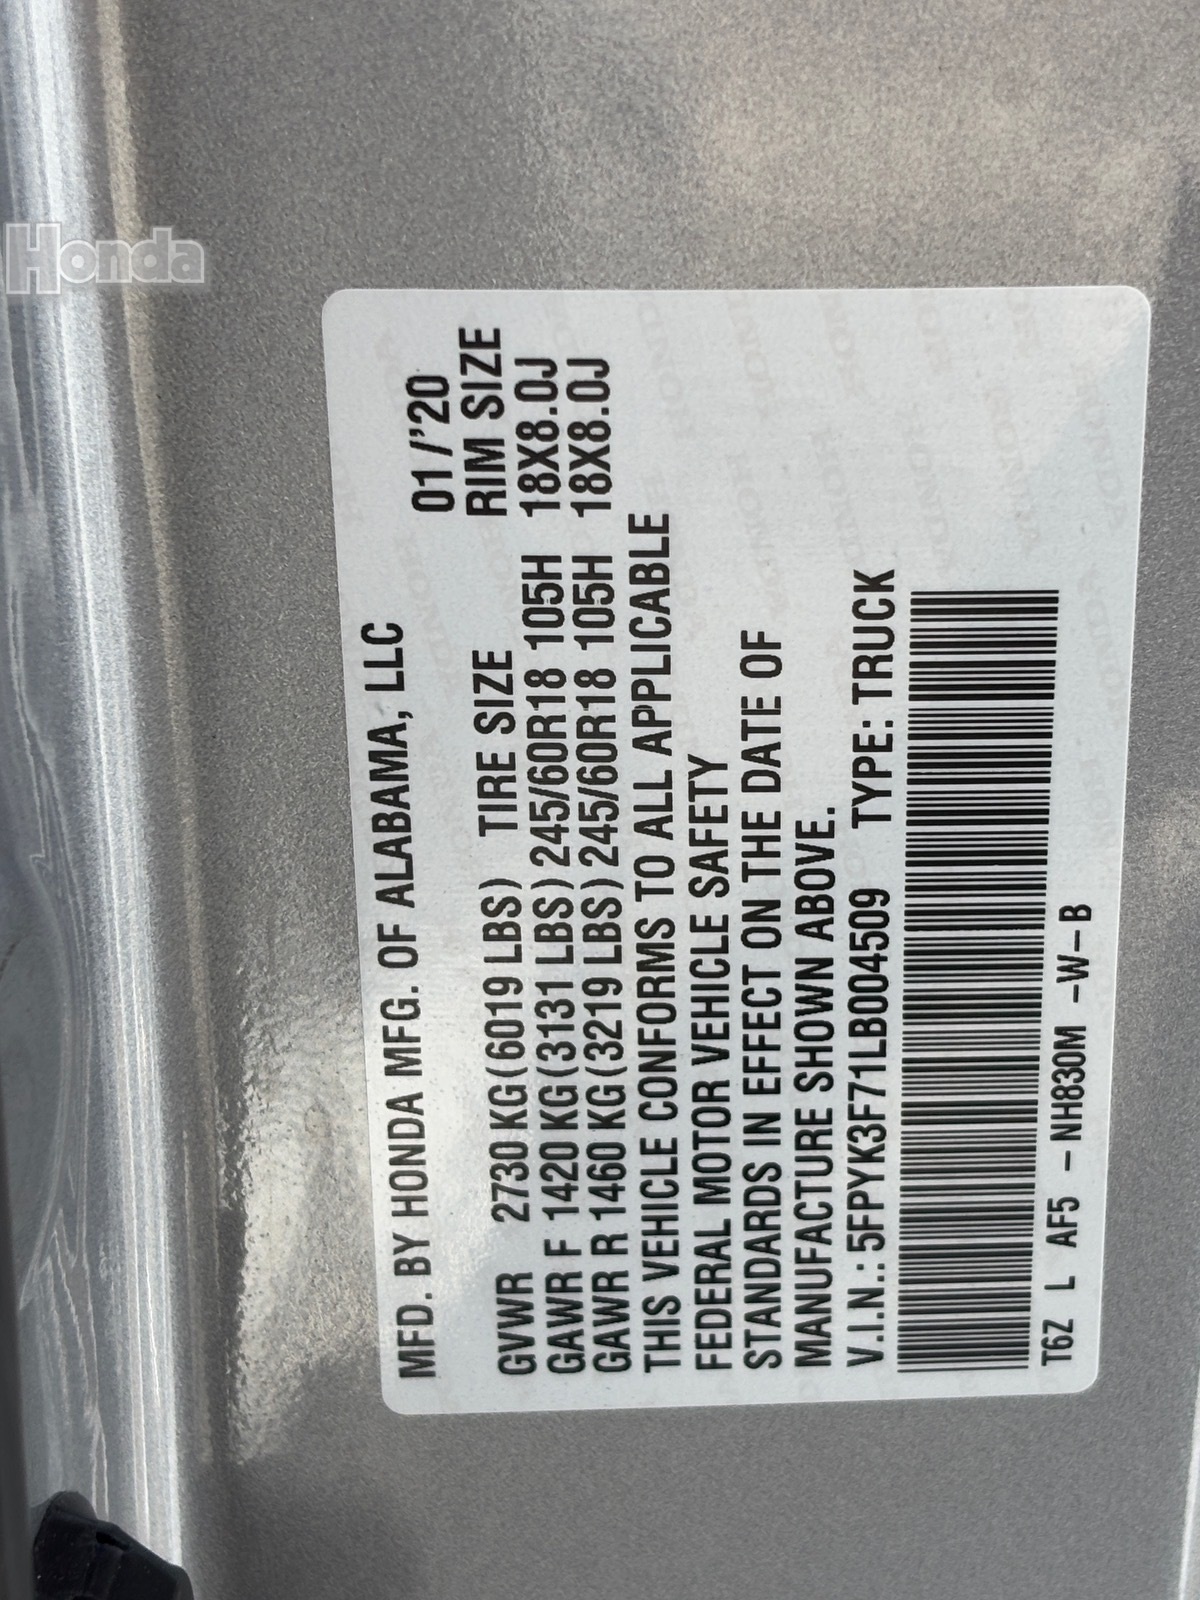 Honda
MFD. BY HONDA MFG. OF ALABAMA, LLC
01/'20
GVWR 2730 KG(6019 LBS) TIRE SIZE RIM SIZE
GAWR F 1420 KG(3131 LBS) 245/60R18 105H 18X8.0J
GAWR R 1460 KG(3219 LBS) 245/60R18 105H 18X8.0J
THIS VEHICLE CONFORMS TO ALL APPLICABLE
FEDERAL MOTOR VEHICLE SAFETY
STANDARDS IN EFFECT ON THE DATE OF
MANUFACTURE SHOWN ABOVE.
V.I.N.: 5FPYK3F71LB004509 TYPE: TRUCK
T6Z L AF5 -NH830M -W-B